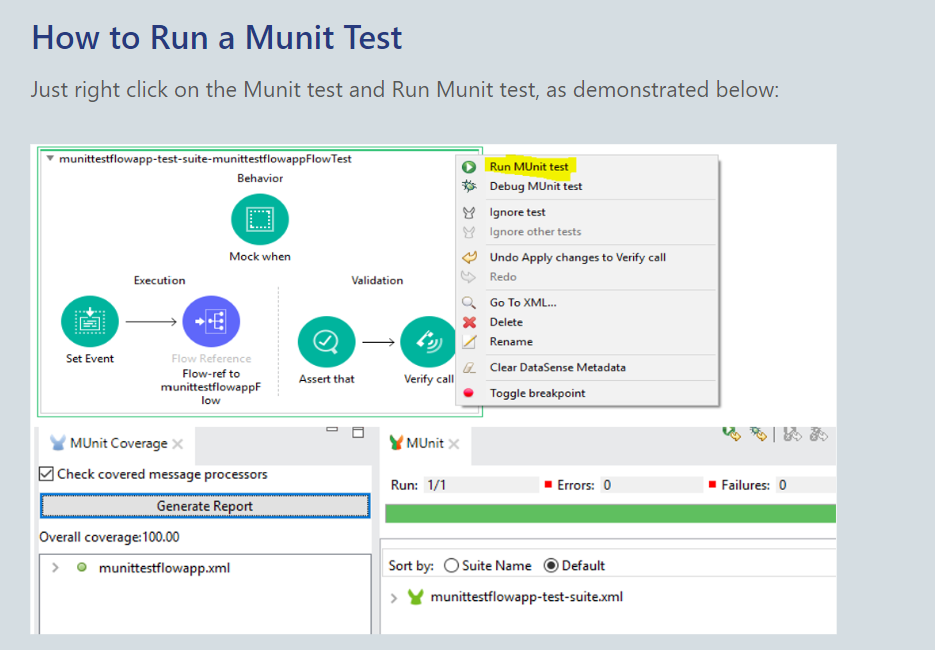 How to Run a Munit Test
Just right click on the Munit test and Run Munit test, as demonstrated below:
munittestflowapp-test-suite-munittestflowappFlowTest
Behavior
Mock when
Execution
Validation
Set Event
Flow Reference
Flow-ref to
munittestflowappF
low
Assert that
Verify call
Run MUnit test
Debug MUnit test
Ignore test
Ignore other tests
Undo Apply changes to Verify call
Redo
Go To XML...
Delete
Rename
Clear DataSense Metadata
Toggle breakpoint
MUnit Coverage
Check covered message processors
Generate Report
Overall coverage:100.00
munittestflowapp.xml
MUnit
Run: 1/1 Errors: 0 Failures: 0
Sort by: Suite Name Default
munittestflowapp-test-suite.xml